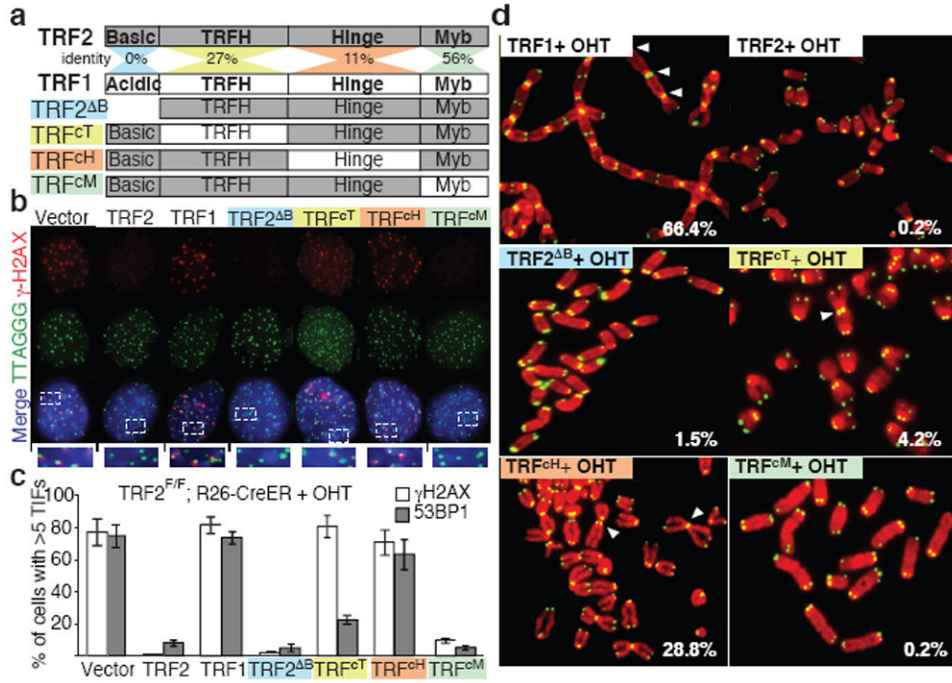 a
TRF2 Basic TRFH Hinge Myb
identity 0% 27% 11% 56%
TRF1 Acidic TRFH Hinge Myb
TRF2ΔB TRFH Hinge Myb
TRFcT Basic TRFH Hinge Myb
TRFcH Basic TRFH Hinge Myb
TRFcM Basic TRFH Hinge Myb
b
Vector TRF2 TRF1 TRF2ΔB TRFcT TRFcH TRFcM
Merge TTAGGG γ-H2AX
c
TRF2F/F; R26-CreER + OHT
γH2AX
53BP1
% of cells with >5 TIFs
100
80
60
40
20
Vector TRF2 TRF1 TRF2ΔB TRFcT TRFcH TRFcM
d
TRF1+ OHT
66.4%
TRF2+ OHT
0.2%
TRF2ΔB+ OHT
1.5%
TRFcT+ OHT
4.2%
TRFcH+ OHT
28.8%
TRFcM+ OHT
0.2%